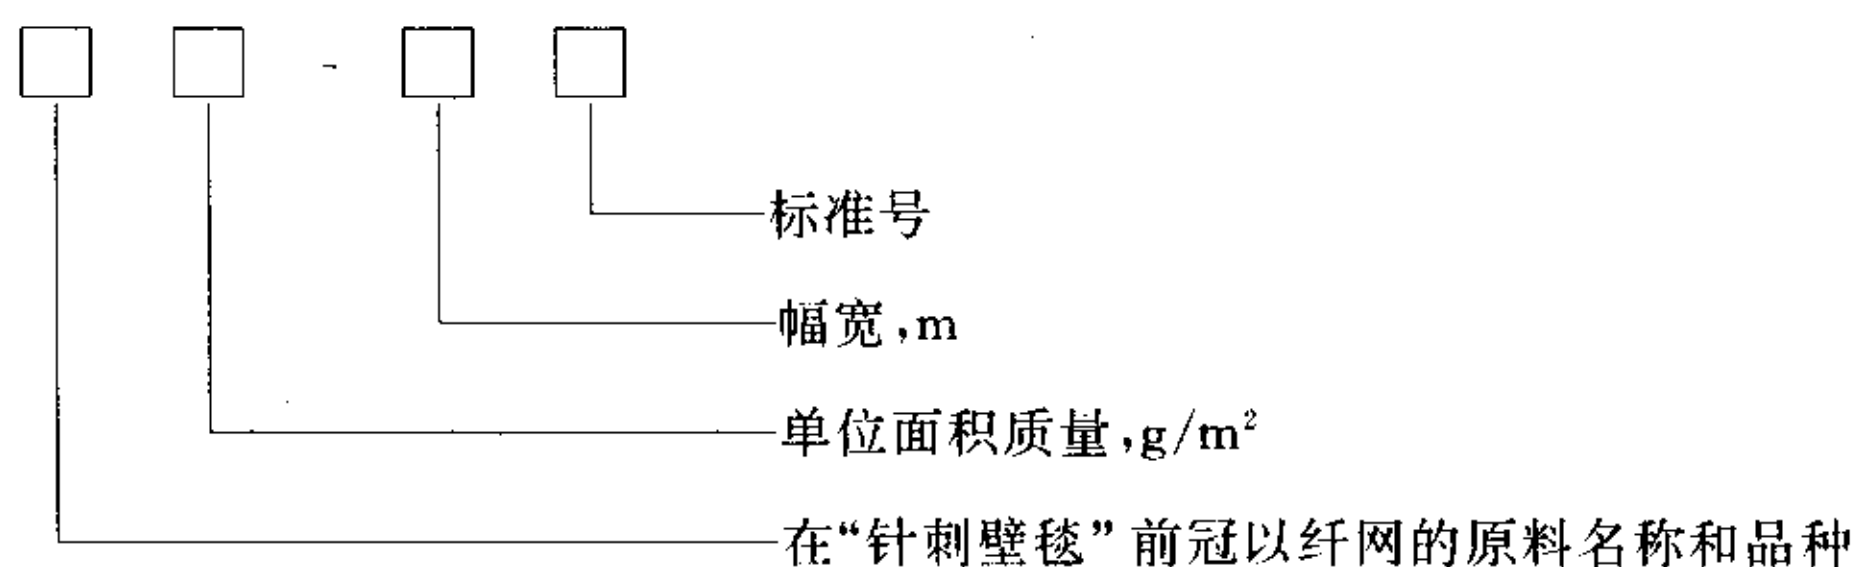 □ □ - □ □
标准号
幅宽,m
单位面积质量,g/m²
在“针刺壁毯”前冠以纤网的原料名称和品种